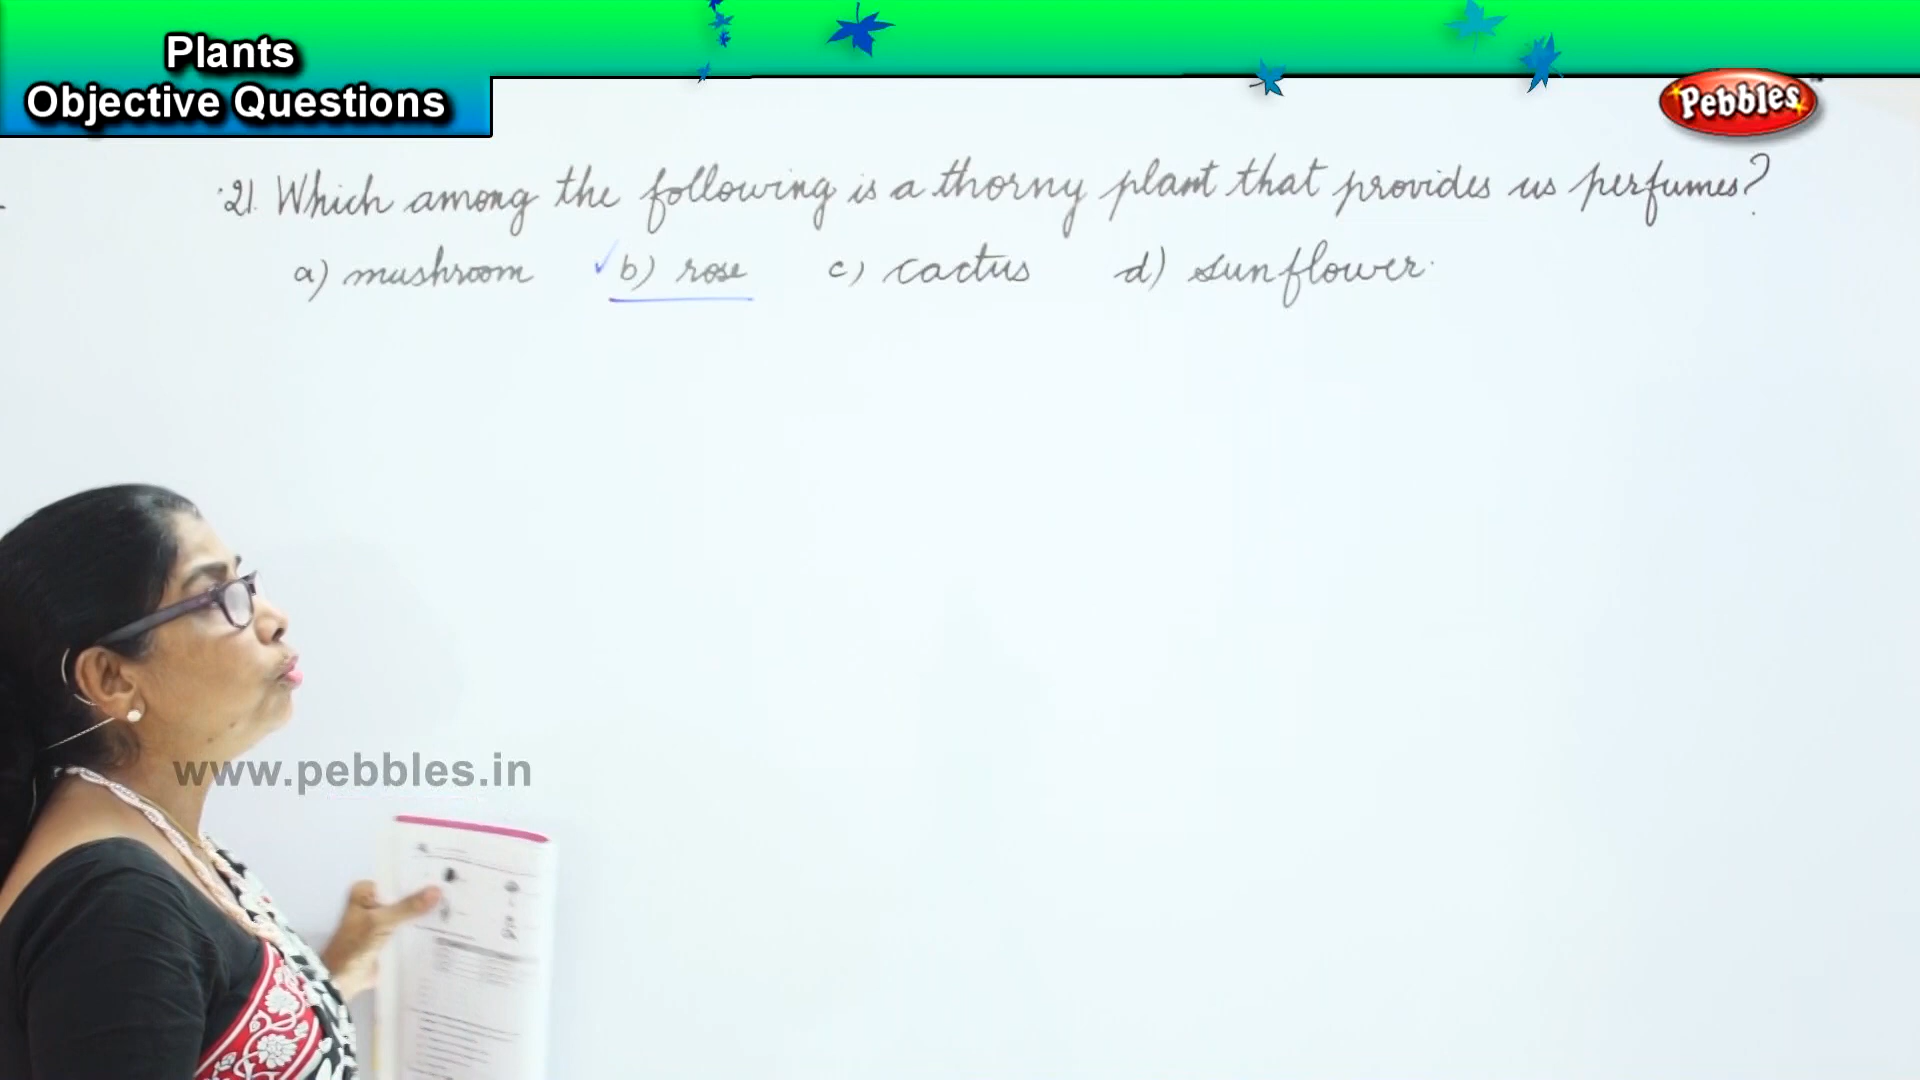 Plants
Objective Questions
Pebbles
21. Which among the following is a thorny plant that provides us perfumes?
a) mushroom b) rose c) cactus d) sunflower.
www.pebbles.in